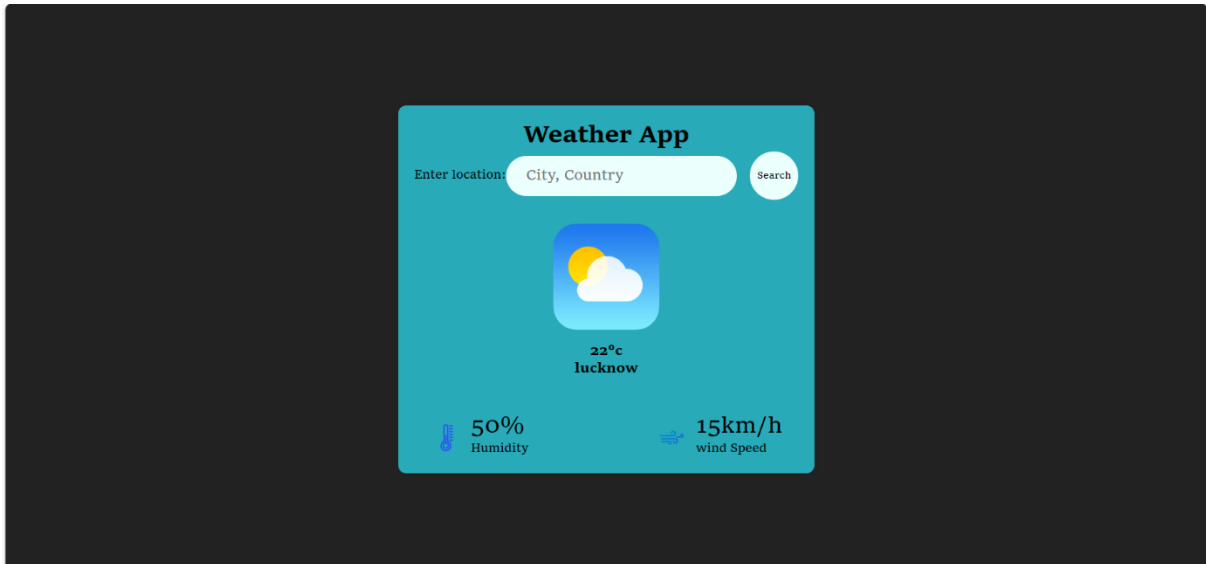 Weather App
Enter location: City, Country Search
22°c
lucknow
50% 15km/h
Humidity wind Speed